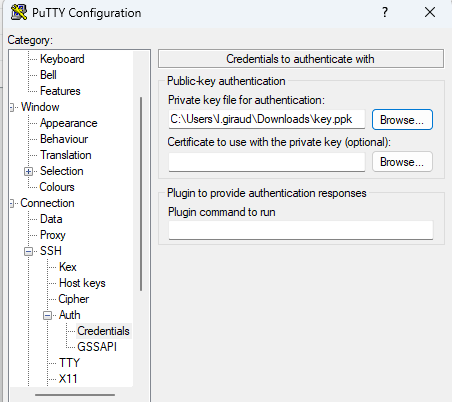 PuTTY Configuration
?
Category:
Keyboard
Bell
Features
Window
Appearance
Behaviour
Translation
Selection
Colours
Connection
Data
Proxy
SSH
Kex
Host keys
Cipher
Auth
Credentials
GSSAPI
TTY
X11
Credentials to authenticate with
Public-key authentication
Private key file for authentication:
C:\Users\l.giraud\Downloads\key.ppk
Browse...
Certificate to use with the private key (optional):
Browse...
Plugin to provide authentication responses
Plugin command to run